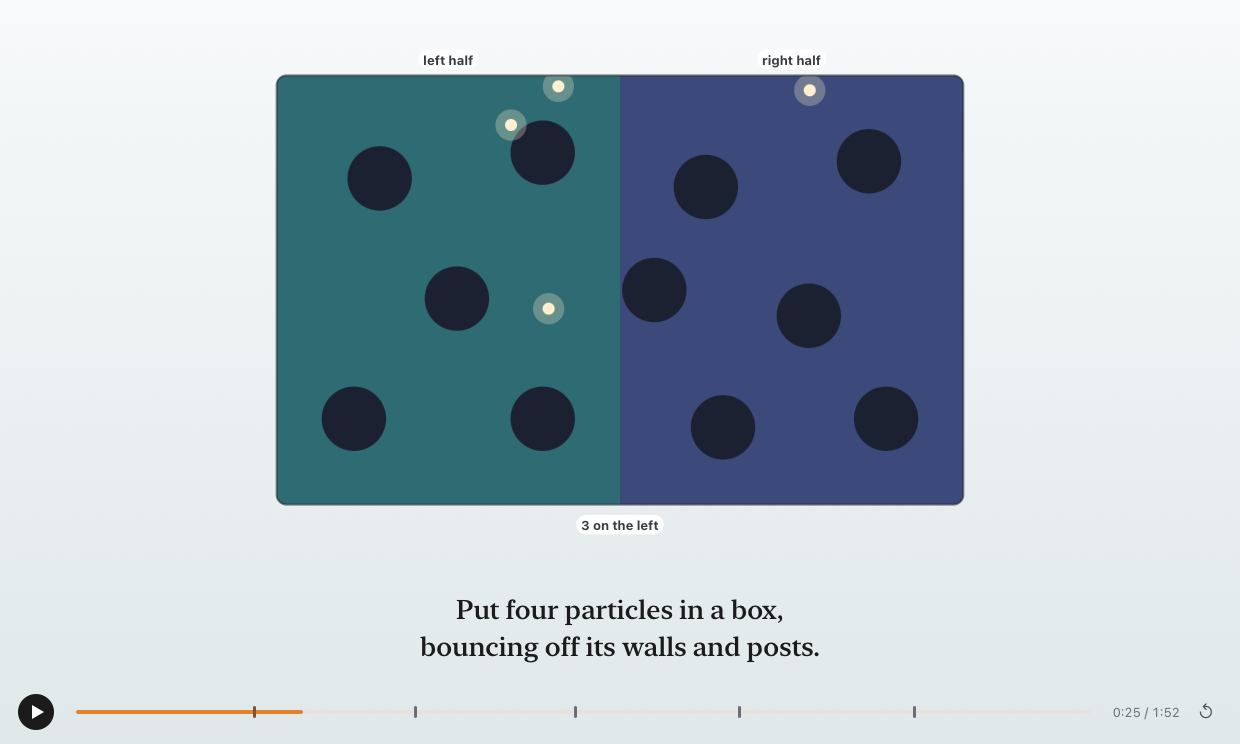 left half
right half
3 on the left
Put four particles in a box,
bouncing off its walls and posts.
0:25 / 1:52